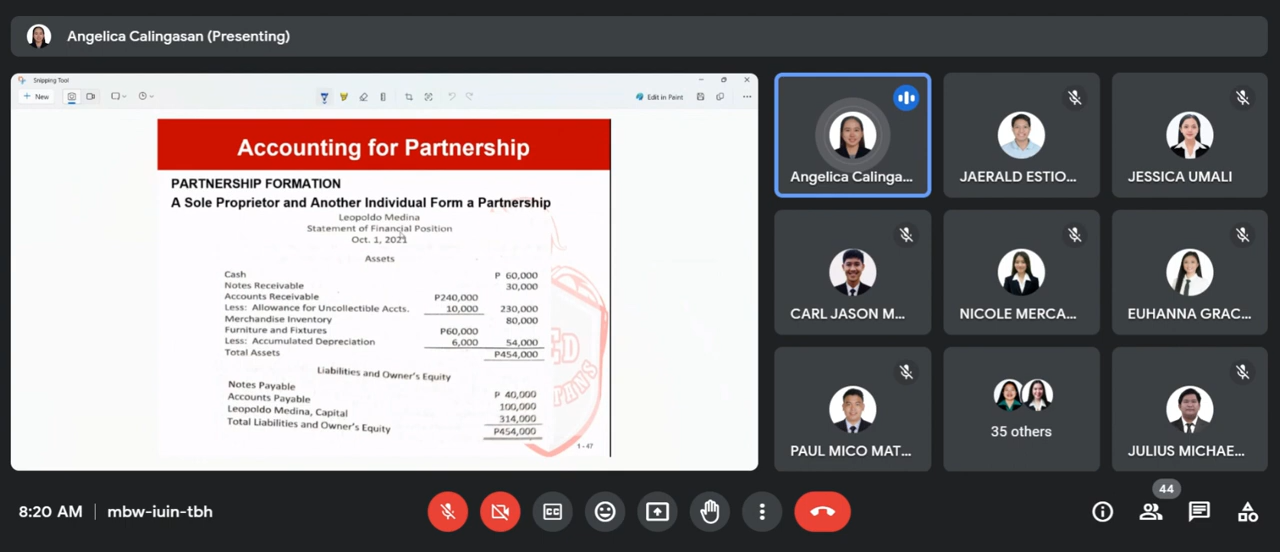 Angelica Calingasan (Presenting)
Snipping Tool
New
Edit in Paint
Accounting for Partnership
PARTNERSHIP FORMATION
A Sole Proprietor and Another Individual Form a Partnership
Leopoldo Medina
Statement of Financial Position
Oct. 1, 2021
Assets
Cash P 60,000
Notes Receivable 30,000
Accounts Receivable P240,000
Less: Allowance for Uncollectible Accts. 10,000 230,000
Merchandise Inventory 80,000
Furniture and Fixtures P60,000
Less: Accumulated Depreciation 6,000 54,000
Total Assets P454,000
Liabilities and Owner's Equity
Notes Payable P 40,000
Accounts Payable 100,000
Leopoldo Medina, Capital 314,000
Total Liabilities and Owner's Equity P454,000
1 - 47
Angelica Calinga...
JAERALD ESTIO...
JESSICA UMALI
CARL JASON M...
NICOLE MERCA...
EUHANNA GRAC...
PAUL MICO MAT...
35 others
JULIUS MICHAE...
8:20 AM | mbw-iuin-tbh
CC
44